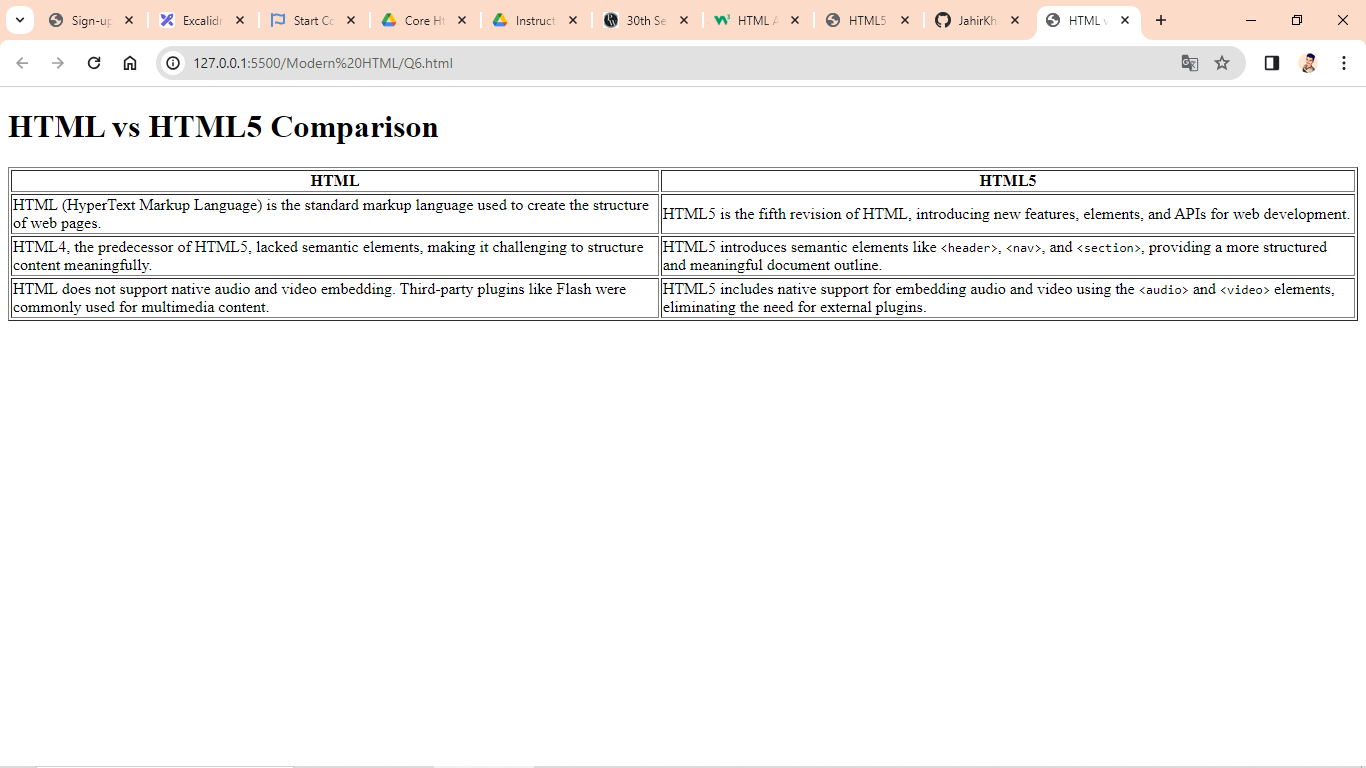 Sign-up
Excalidr
Start Co
Core Ht
Instruct
30th Se
HTML A
HTML5
JahirKh
HTML v
127.0.0.1:5500/Modern%20HTML/Q6.html
HTML vs HTML5 Comparison
HTML
HTML5
HTML (HyperText Markup Language) is the standard markup language used to create the structure
of web pages.
HTML5 is the fifth revision of HTML, introducing new features, elements, and APIs for web development.
HTML4, the predecessor of HTML5, lacked semantic elements, making it challenging to structure
content meaningfully.
HTML5 introduces semantic elements like <header>, <nav>, and <section>, providing a more structured
and meaningful document outline.
HTML does not support native audio and video embedding. Third-party plugins like Flash were
commonly used for multimedia content.
HTML5 includes native support for embedding audio and video using the <audio> and <video> elements,
eliminating the need for external plugins.